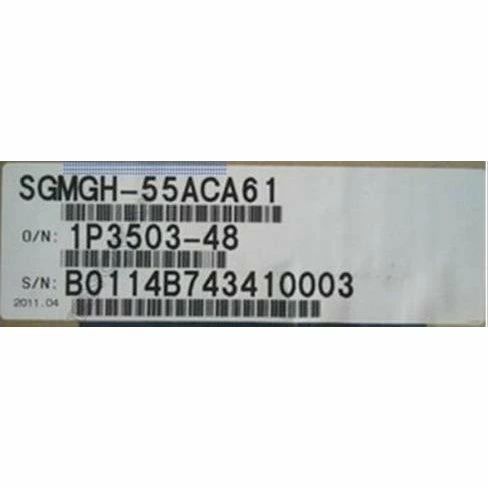 SGMGH-55ACA61
O/N: 1P3503-48
S/N: B0114B743410003
2011.04